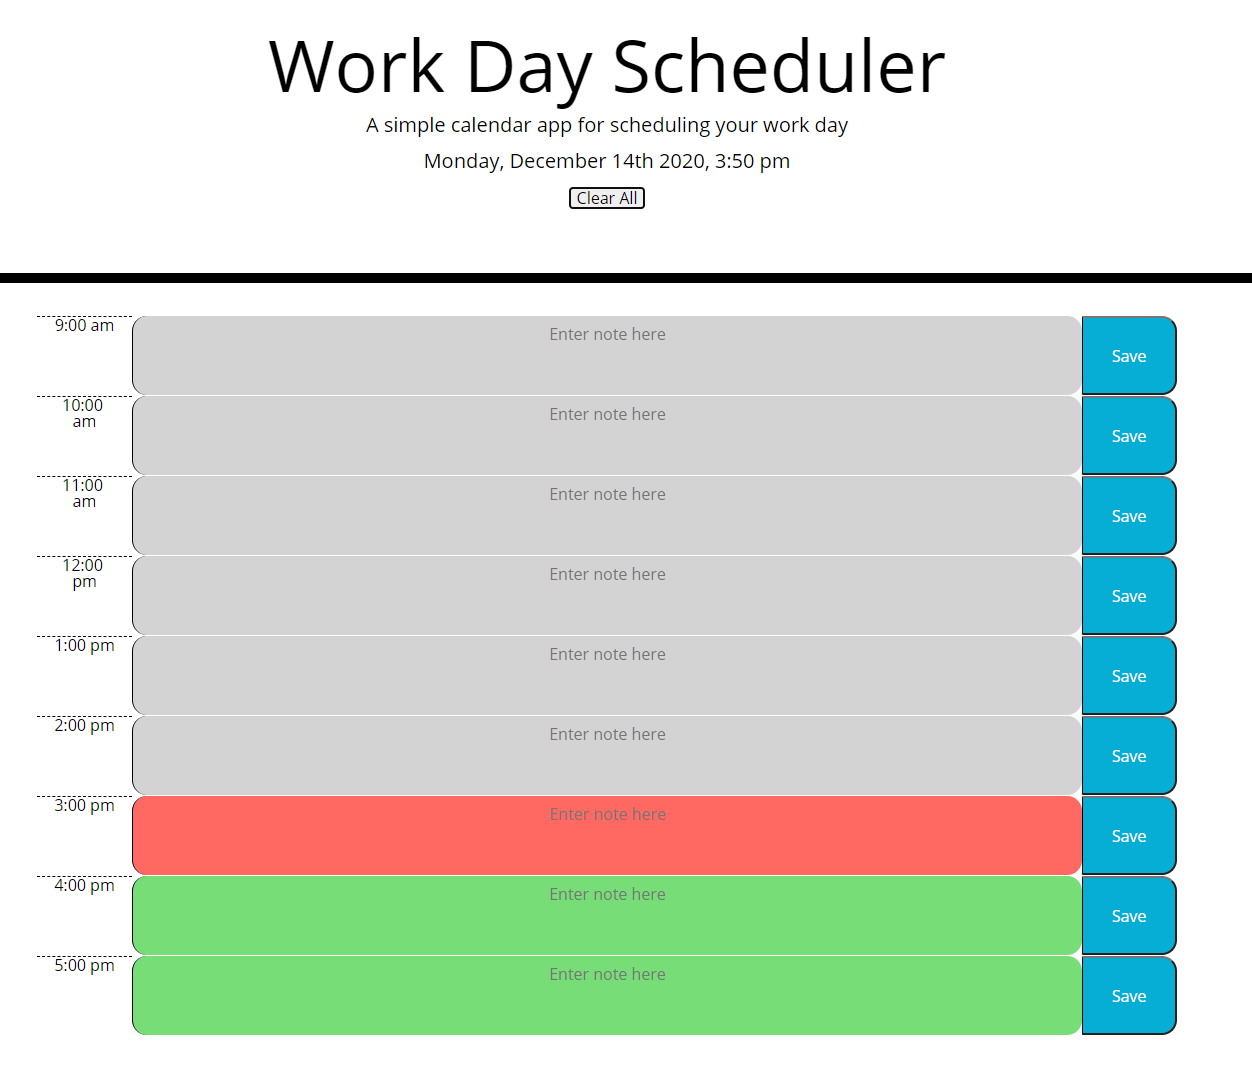 Work Day Scheduler
A simple calendar app for scheduling your work day
Monday, December 14th 2020, 3:50 pm
Clear All
9:00 am
Enter note here
Save
10:00
am
Enter note here
Save
11:00
am
Enter note here
Save
12:00
pm
Enter note here
Save
1:00 pm
Enter note here
Save
2:00 pm
Enter note here
Save
3:00 pm
Enter note here
Save
4:00 pm
Enter note here
Save
5:00 pm
Enter note here
Save